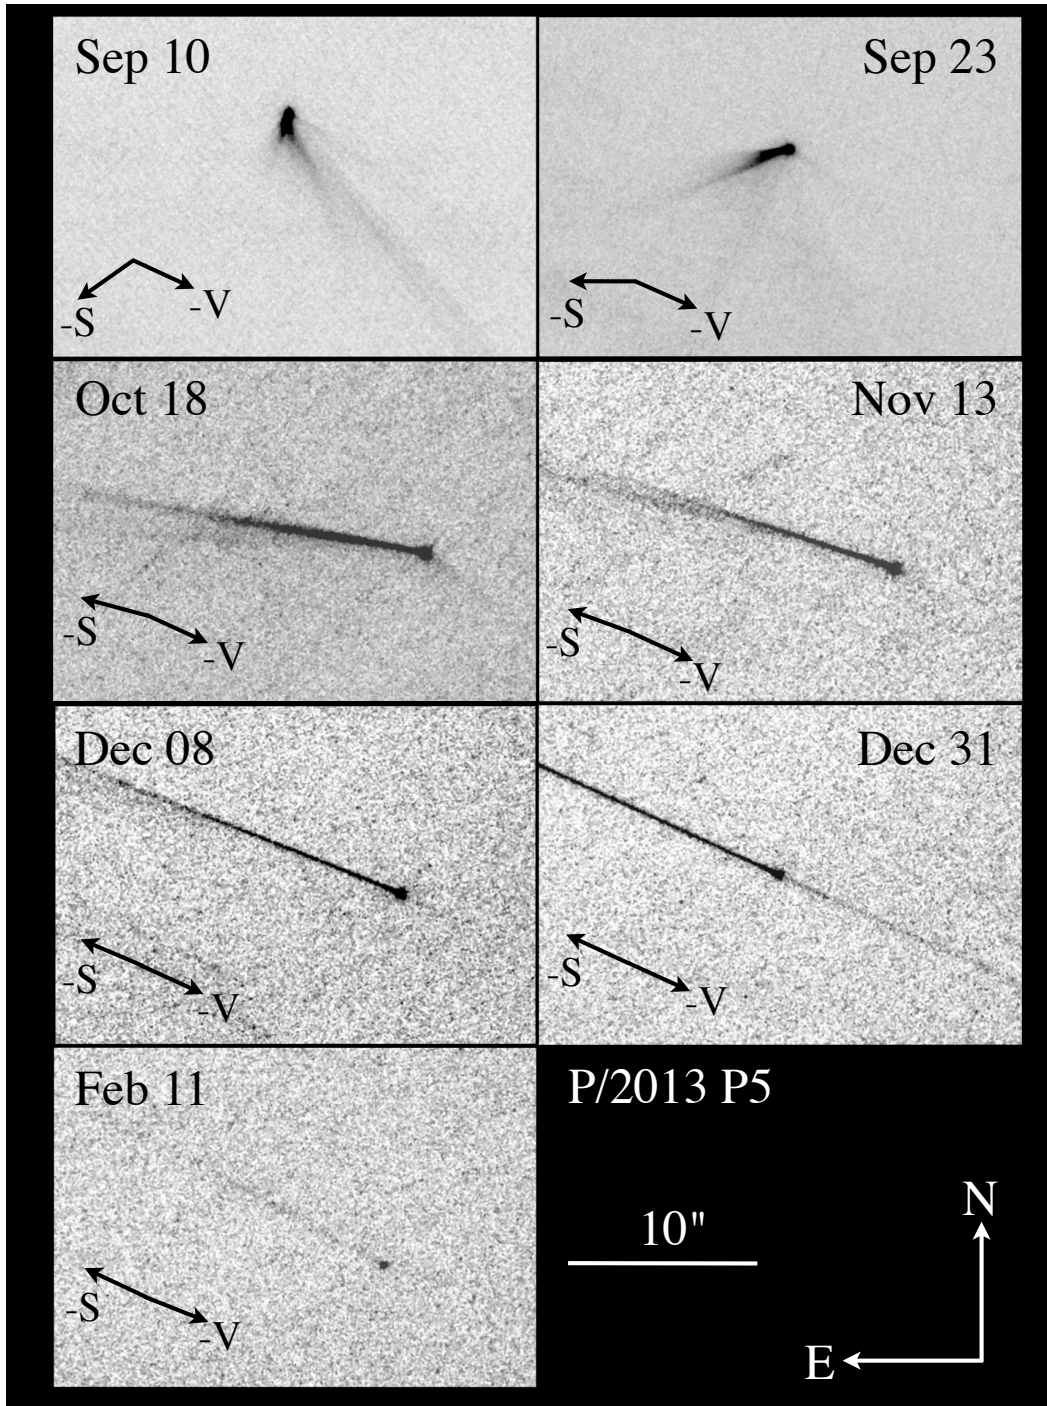 Sep 10
-S
-V
Sep 23
-S
-V
Oct 18
-S
-V
Nov 13
-S
-V
Dec 08
-S
-V
Dec 31
-S
-V
Feb 11
-S
-V
P/2013 P5
10"
N
E